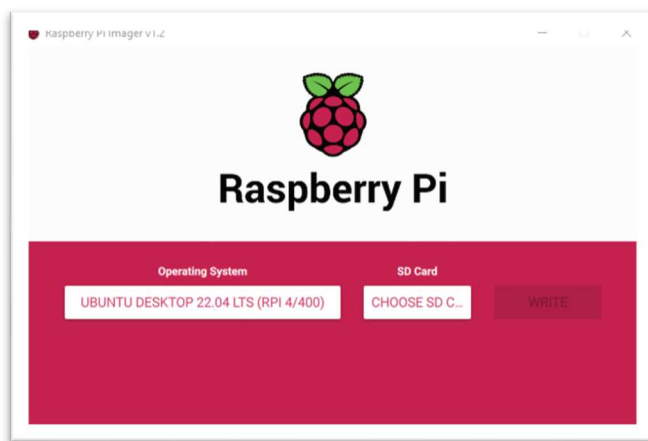 Raspberry Pi Imager v1.2
Raspberry Pi
Operating System
SD Card
UBUNTU DESKTOP 22.04 LTS (RPI 4/400)
CHOOSE SD C...
WRITE